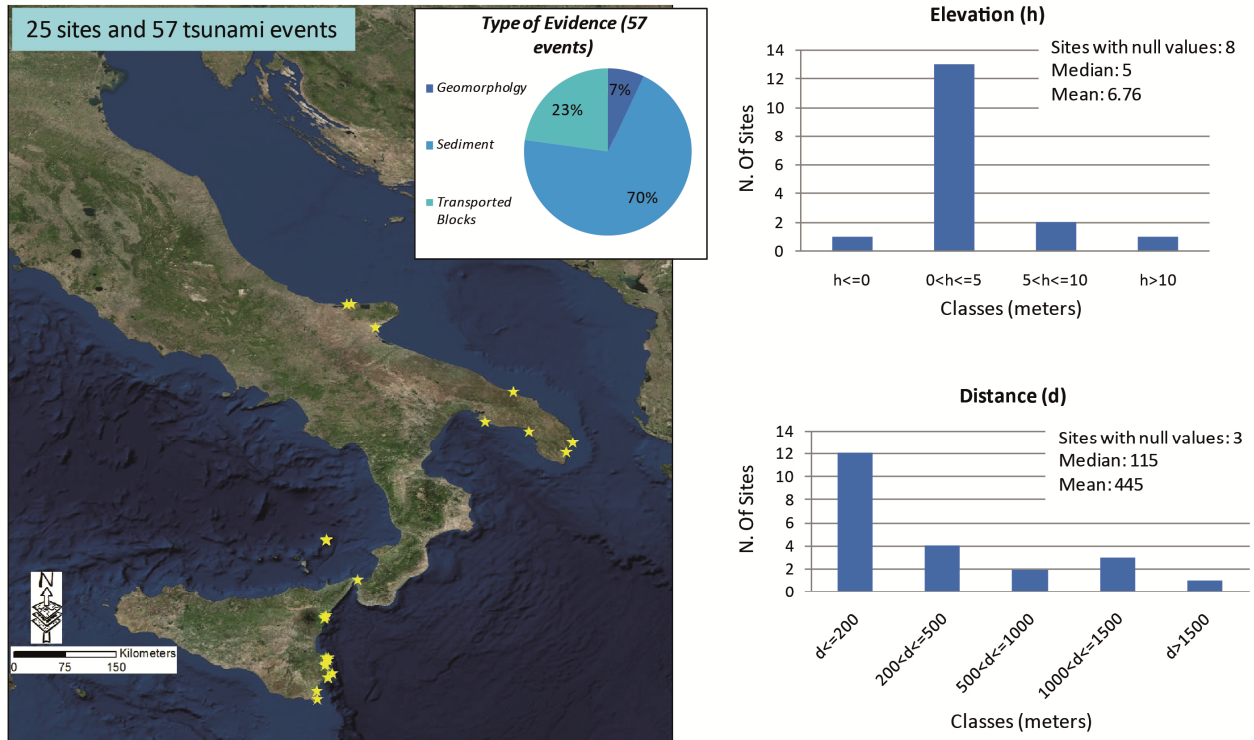 25 sites and 57 tsunami events
Type of Evidence (57
events)
Geomorpholgy
Sediment
Transported
Blocks
7%
23%
70%
N
Kilometers
0 75 150
Elevation (h)
Sites with null values: 8
Median: 5
Mean: 6.76
N. Of Sites
14
12
10
8
6
4
2
0
h<=0 0<h<=5 5<h<=10 h>10
Classes (meters)
Distance (d)
Sites with null values: 3
Median: 115
Mean: 445
N. Of Sites
14
12
10
8
6
4
2
0
d<=200 200<d<=500 500<d<=1000 1000<d<=1500 d>1500
Classes (meters)